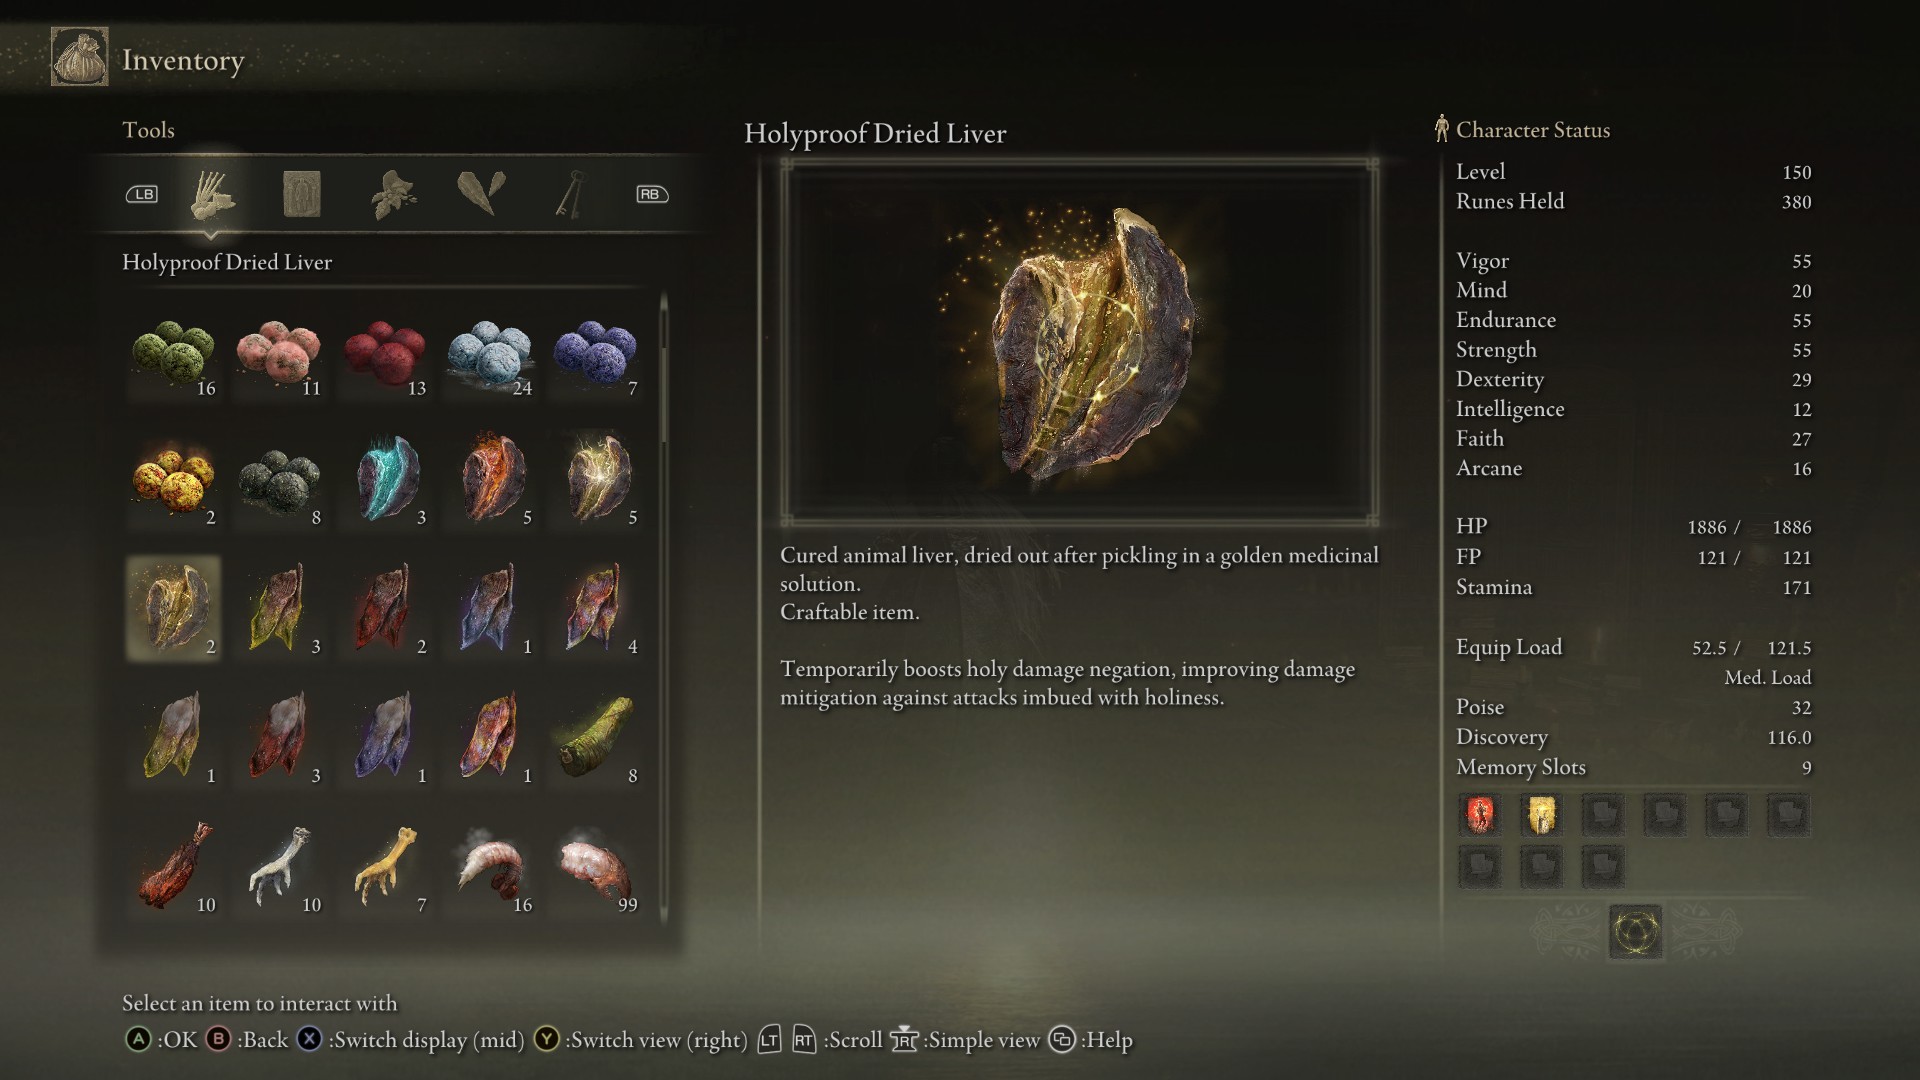 Inventory
Tools
LB
RB
Holyproof Dried Liver
16
11
13
24
7
2
8
3
5
5
2
3
2
1
4
1
3
1
1
8
10
10
7
16
99
Holyproof Dried Liver
Cured animal liver, dried out after pickling in a golden medicinal
solution.
Craftable item.
Temporarily boosts holy damage negation, improving damage
mitigation against attacks imbued with holiness.
Character Status
Level 150
Runes Held 380
Vigor 55
Mind 20
Endurance 55
Strength 55
Dexterity 29
Intelligence 12
Faith 27
Arcane 16
HP 1886 / 1886
FP 121 / 121
Stamina 171
Equip Load 52.5 / 121.5
Med. Load
Poise 32
Discovery 116.0
Memory Slots 9
Select an item to interact with
A :OK B :Back X :Switch display (mid) Y :Switch view (right) LT RT :Scroll R :Simple view :Help